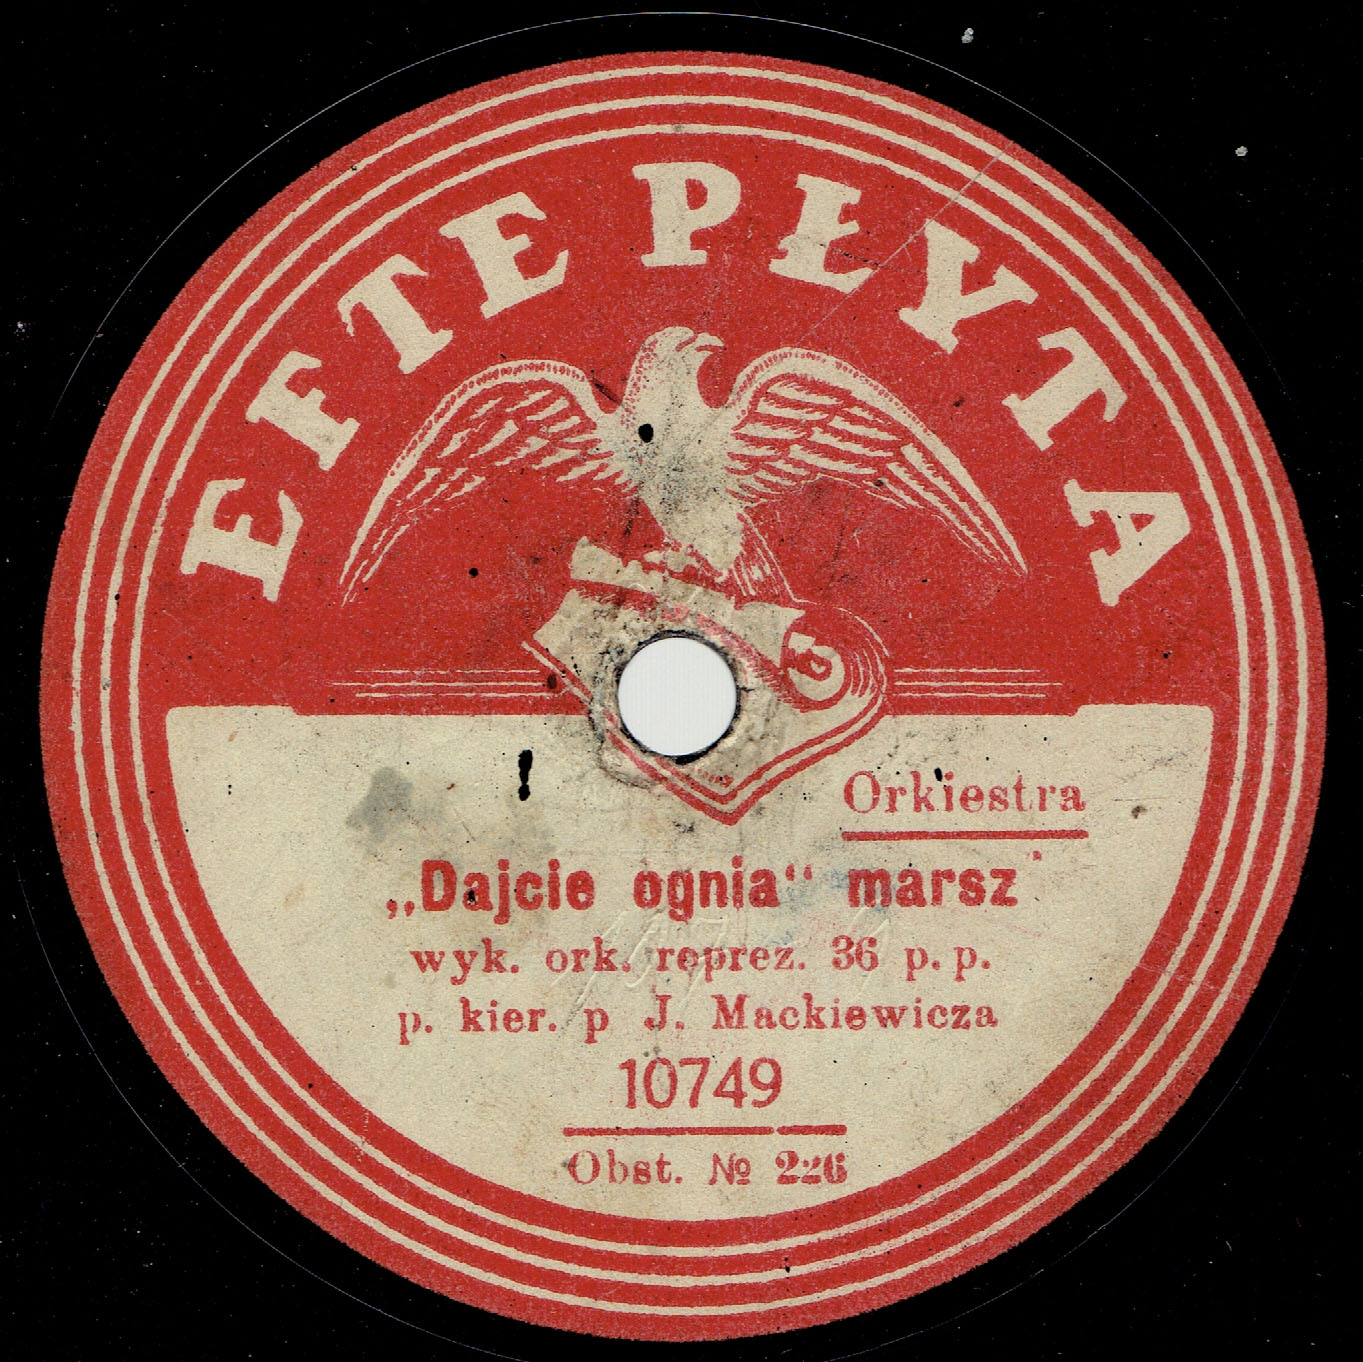 EFTE PŁYTA
Orkiestra
„Dajcie ognia“ marsz
wyk. ork. reprez. 36 p. p.
p. kier. p J. Mackiewicza
10749
Obst. № 226